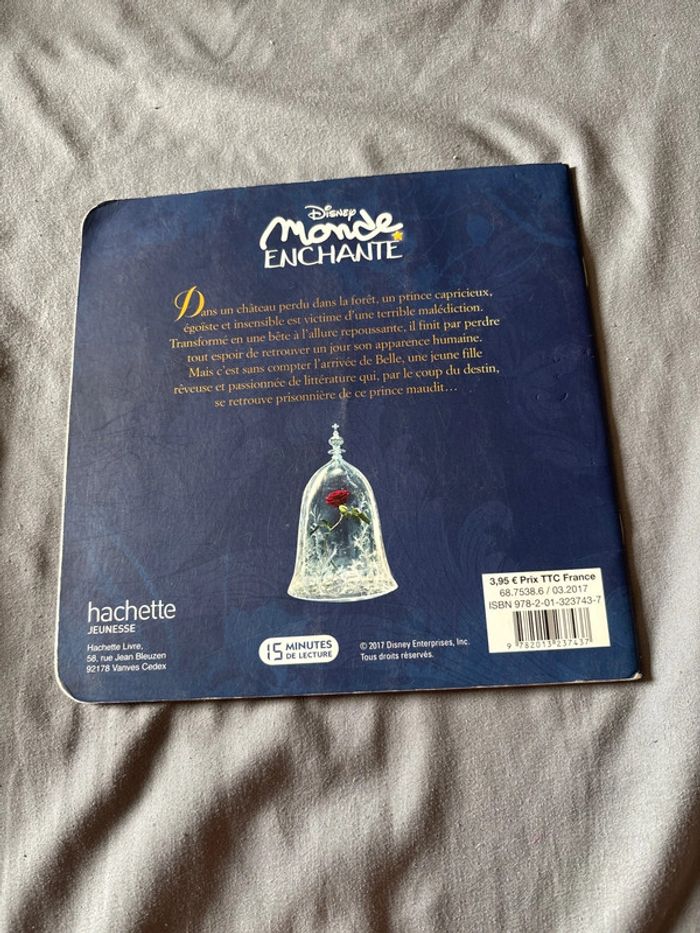 Disney
Monde
ENCHANTÉ
Dans un château perdu dans la forêt, un prince capricieux,
égoïste et insensible est victime d'une terrible malédiction.
Transformé en une bête à l'allure repoussante, il finit par perdre
tout espoir de retrouver un jour son apparence humaine.
Mais c'est sans compter l'arrivée de Belle, une jeune fille
rêveuse et passionnée de littérature qui, par le coup du destin,
se retrouve prisonnière de ce prince maudit…
hachette
JEUNESSE
Hachette Livre,
58, rue Jean Bleuzen
92178 Vanves Cedex
15 MINUTES
DE LECTURE
© 2017 Disney Enterprises, Inc.
Tous droits réservés.
3,95 € Prix TTC France
68.7538.6 / 03.2017
ISBN 978-2-01-323743-7
9 782013 237437